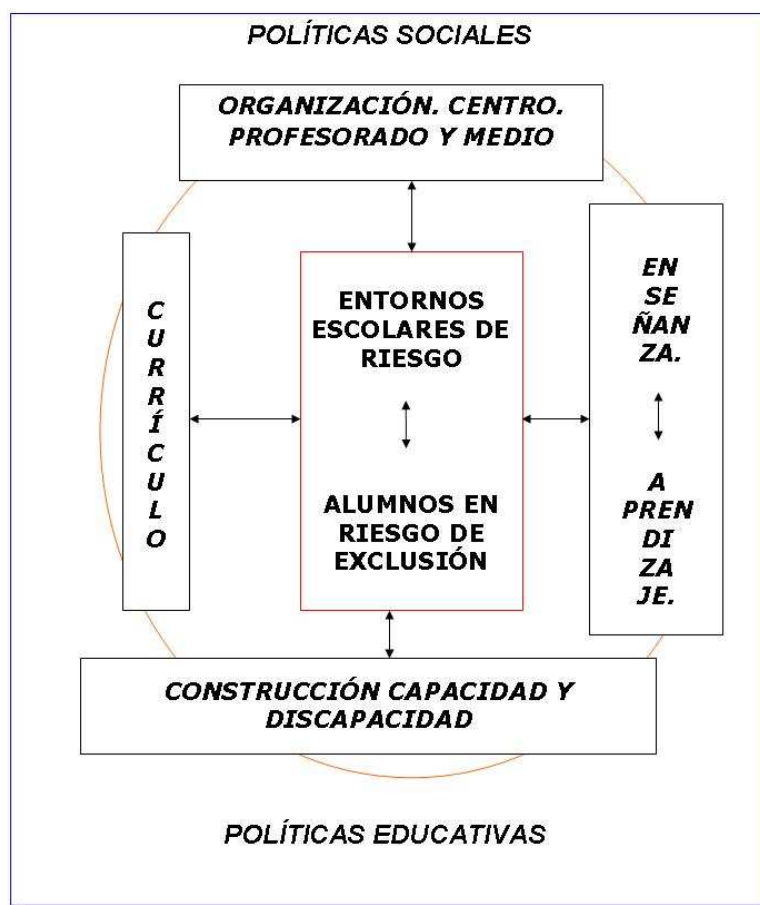 POLÍTICAS SOCIALES
ORGANIZACIÓN. CENTRO.
PROFESORADO Y MEDIO
C
U
R
R
Í
C
U
L
O
ENTORNOS
ESCOLARES DE
RIESGO
ALUMNOS EN
RIESGO DE
EXCLUSIÓN
EN
SE
ÑAN
ZA.
A
PREN
DI
ZA
JE.
CONSTRUCCIÓN CAPACIDAD Y
DISCAPACIDAD
POLÍTICAS EDUCATIVAS